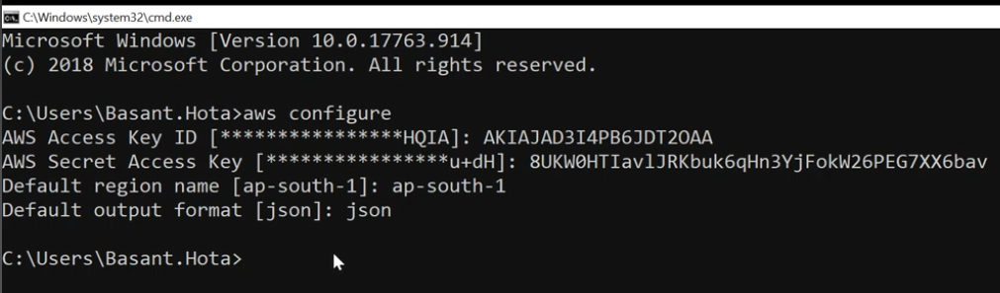 C:\Windows\system32\cmd.exe
Microsoft Windows [Version 10.0.17763.914]
(c) 2018 Microsoft Corporation. All rights reserved.
C:\Users\Basant.Hota>aws configure
AWS Access Key ID [****************HQIA]: AKIAJAD3I4PB6JDT2OAA
AWS Secret Access Key [****************u+dH]: 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
Default region name [ap-south-1]: ap-south-1
Default output format [json]: json
C:\Users\Basant.Hota>